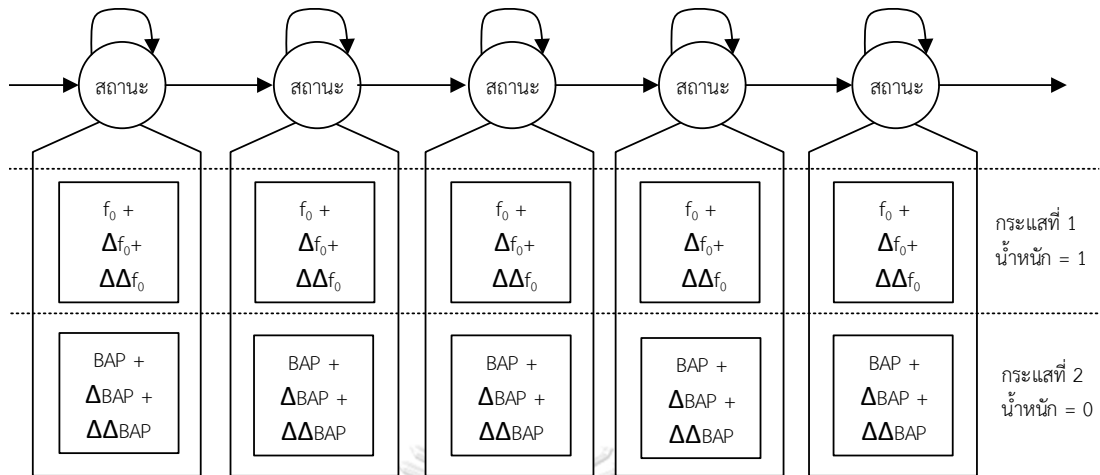 สถานะ สถานะ สถานะ สถานะ สถานะ
f₀ +
Δf₀+
ΔΔf₀
f₀ +
Δf₀+
ΔΔf₀
f₀ +
Δf₀+
ΔΔf₀
f₀ +
Δf₀+
ΔΔf₀
f₀ +
Δf₀+
ΔΔf₀
กระแสที่ 1
น้ำหนัก = 1
BAP +
ΔBAP +
ΔΔBAP
BAP +
ΔBAP +
ΔΔBAP
BAP +
ΔBAP +
ΔΔBAP
BAP +
ΔBAP +
ΔΔBAP
BAP +
ΔBAP +
ΔΔBAP
กระแสที่ 2
น้ำหนัก = 0